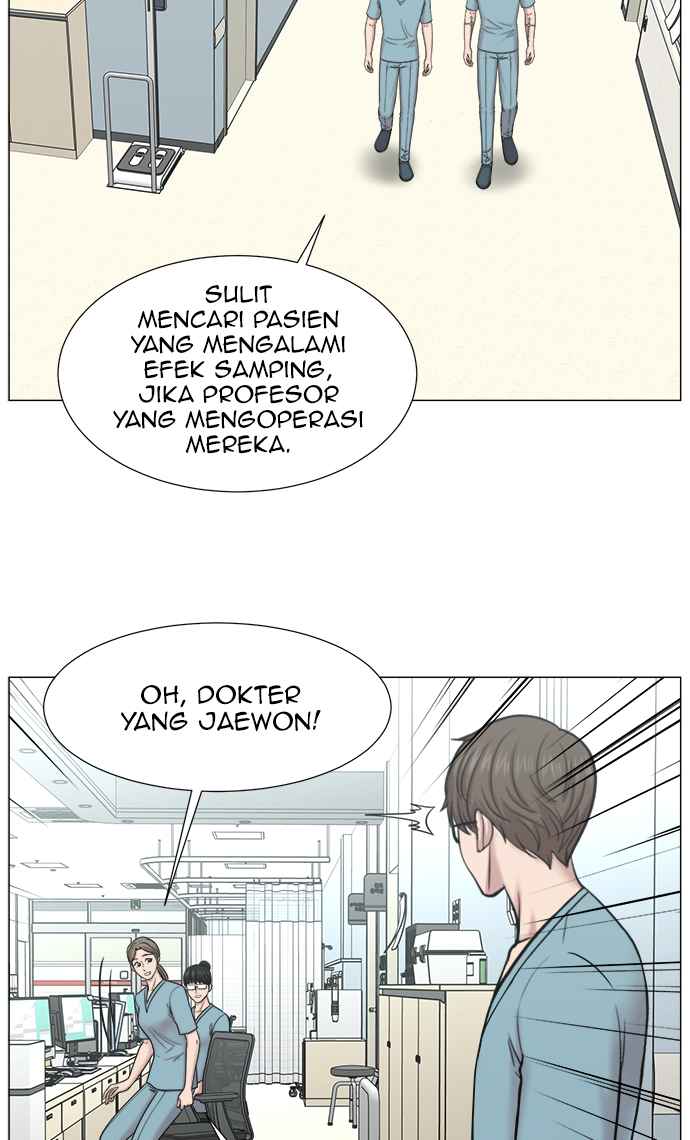 SULIT
MENCARI PASIEN
YANG MENGALAMI
EFEK SAMPING,
JIKA PROFESOR
YANG MENGOPERASI
MEREKA.
OH, DOKTER
YANG JAEWON!